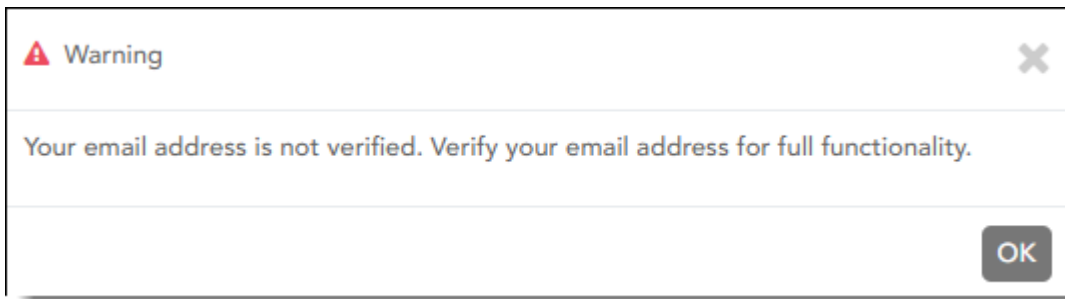 Warning
Your email address is not verified. Verify your email address for full functionality.
OK